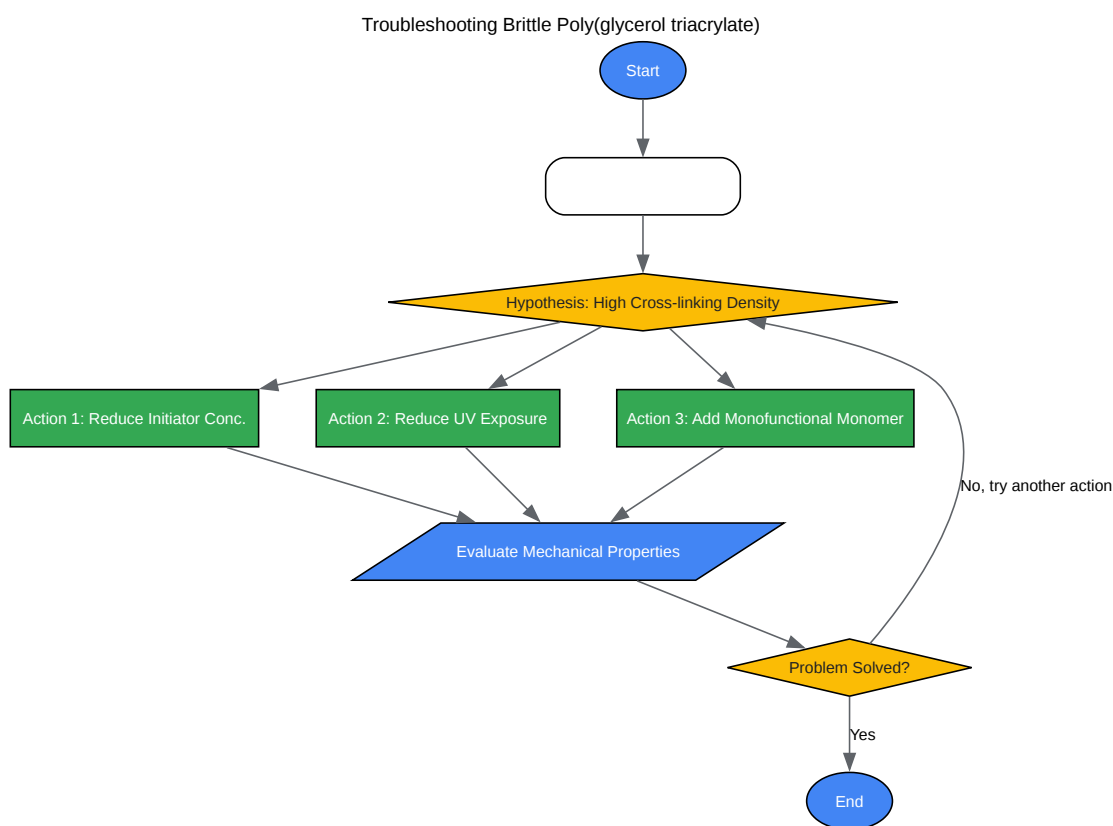 Troubleshooting Brittle Poly(glycerol triacrylate)
Start
Hypothesis: High Cross-linking Density
Action 1: Reduce Initiator Conc.
Action 2: Reduce UV Exposure
Action 3: Add Monofunctional Monomer
No, try another action
Evaluate Mechanical Properties
Problem Solved?
Yes
End